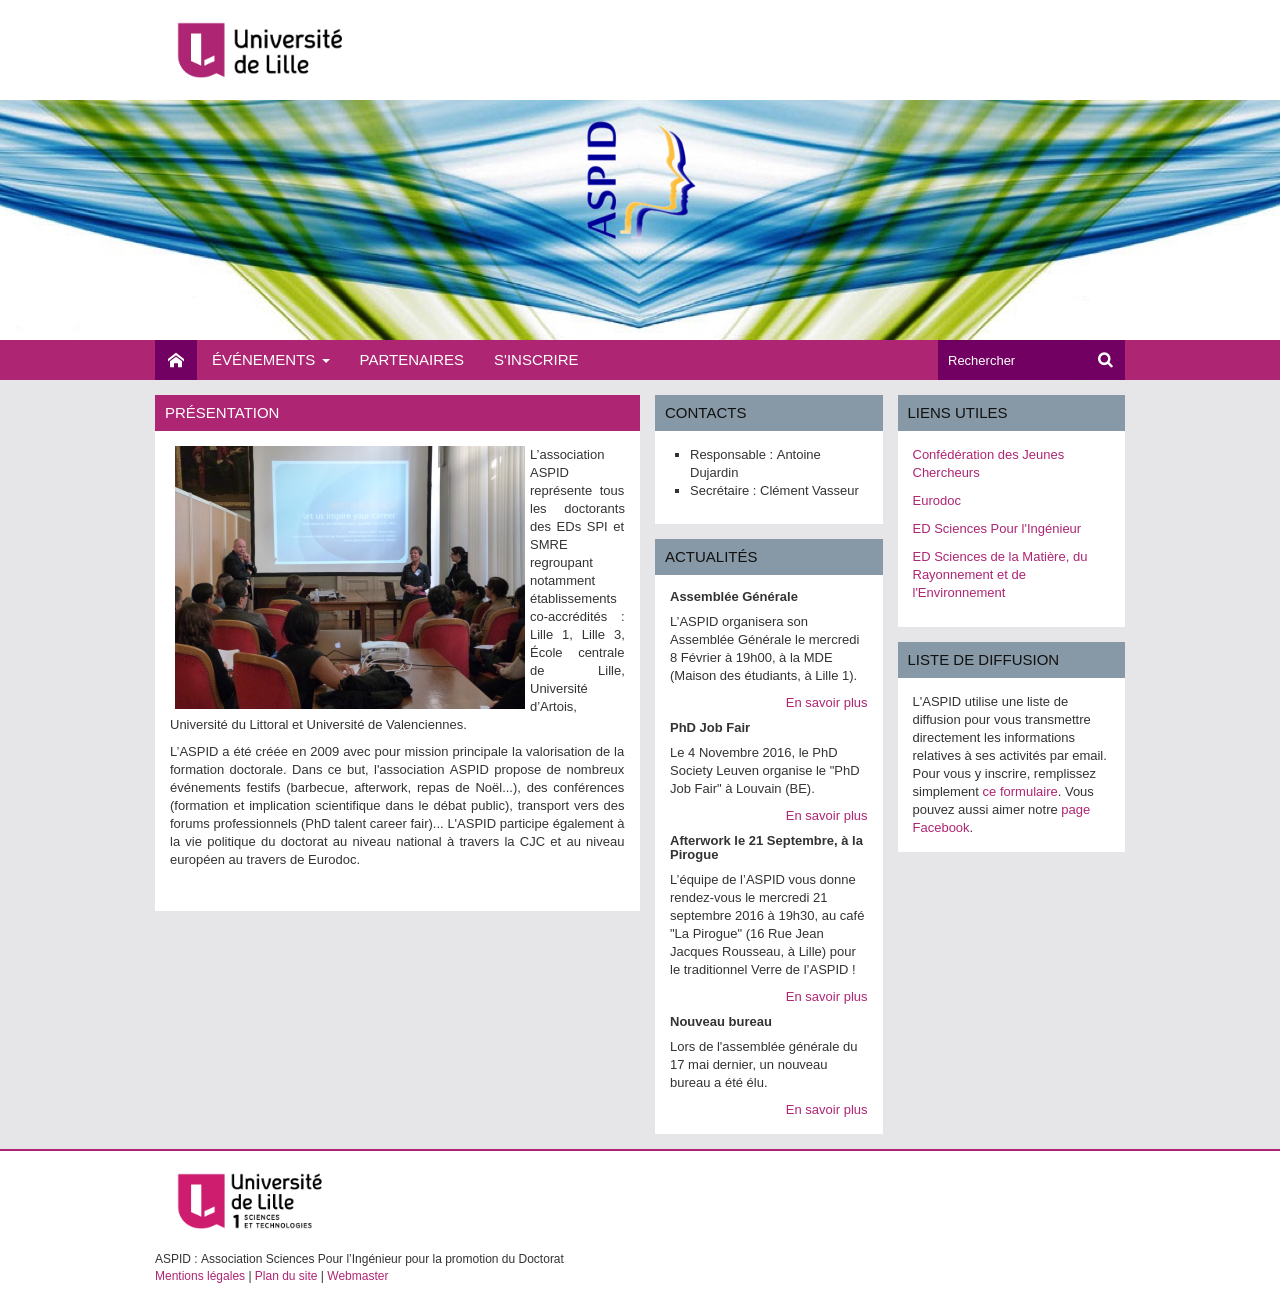 Université
de Lille
ASPID
ÉVÉNEMENTS
PARTENAIRES
S'INSCRIRE
Rechercher
PRÉSENTATION
L’association
ASPID
représente tous
les doctorants
des EDs SPI et
SMRE
regroupant
notamment
établissements
co-accrédités :
Lille 1, Lille 3,
École centrale
de Lille,
Université
d’Artois,
Université du Littoral et Université de Valenciennes.
L’ASPID a été créée en 2009 avec pour mission principale la valorisation de la
formation doctorale. Dans ce but, l'association ASPID propose de nombreux
événements festifs (barbecue, afterwork, repas de Noël...), des conférences
(formation et implication scientifique dans le débat public), transport vers des
forums professionnels (PhD talent career fair)... L'ASPID participe également à
la vie politique du doctorat au niveau national à travers la CJC et au niveau
européen au travers de Eurodoc.
CONTACTS
Responsable : Antoine
Dujardin
Secrétaire : Clément Vasseur
ACTUALITÉS
Assemblée Générale
L’ASPID organisera son
Assemblée Générale le mercredi
8 Février à 19h00, à la MDE
(Maison des étudiants, à Lille 1).
En savoir plus
PhD Job Fair
Le 4 Novembre 2016, le PhD
Society Leuven organise le "PhD
Job Fair" à Louvain (BE).
En savoir plus
Afterwork le 21 Septembre, à la
Pirogue
L’équipe de l’ASPID vous donne
rendez-vous le mercredi 21
septembre 2016 à 19h30, au café
"La Pirogue" (16 Rue Jean
Jacques Rousseau, à Lille) pour
le traditionnel Verre de l’ASPID !
En savoir plus
Nouveau bureau
Lors de l'assemblée générale du
17 mai dernier, un nouveau
bureau a été élu.
En savoir plus
LIENS UTILES
Confédération des Jeunes
Chercheurs
Eurodoc
ED Sciences Pour l'Ingénieur
ED Sciences de la Matière, du
Rayonnement et de
l'Environnement
LISTE DE DIFFUSION
L'ASPID utilise une liste de
diffusion pour vous transmettre
directement les informations
relatives à ses activités par email.
Pour vous y inscrire, remplissez
simplement ce formulaire. Vous
pouvez aussi aimer notre page
Facebook.
Université
de Lille
1 SCIENCES
ET TECHNOLOGIES
ASPID : Association Sciences Pour l’Ingénieur pour la promotion du Doctorat
Mentions légales | Plan du site | Webmaster